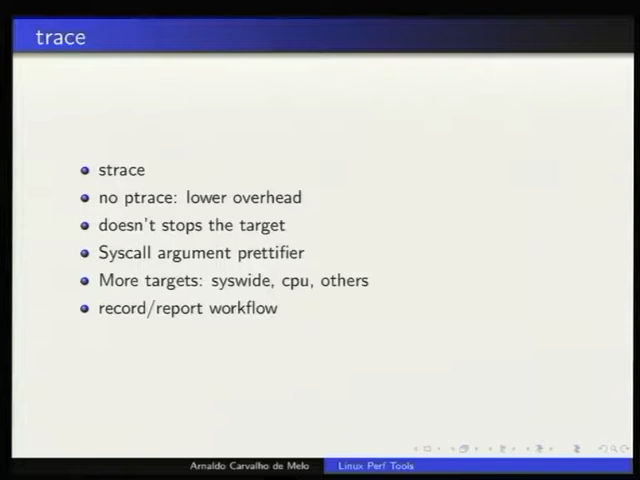 trace
strace
no ptrace: lower overhead
doesn't stops the target
Syscall argument prettifier
More targets: syswide, cpu, others
record/report workflow
Arnaldo Carvalho de Melo
Linux Perf Tools